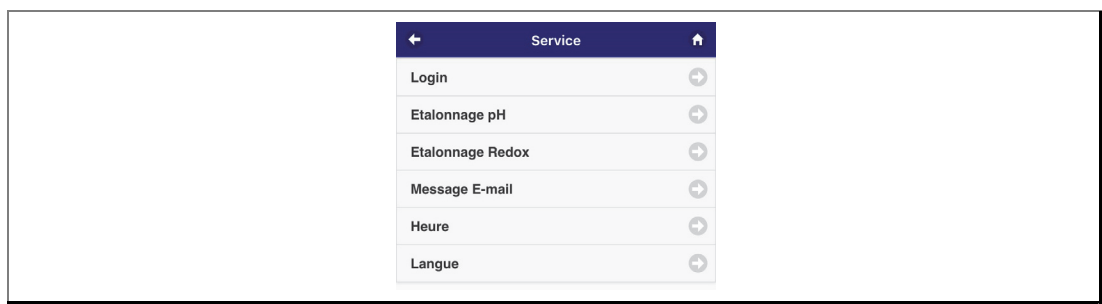 Service
Login
Etalonnage pH
Etalonnage Redox
Message E-mail
Heure
Langue